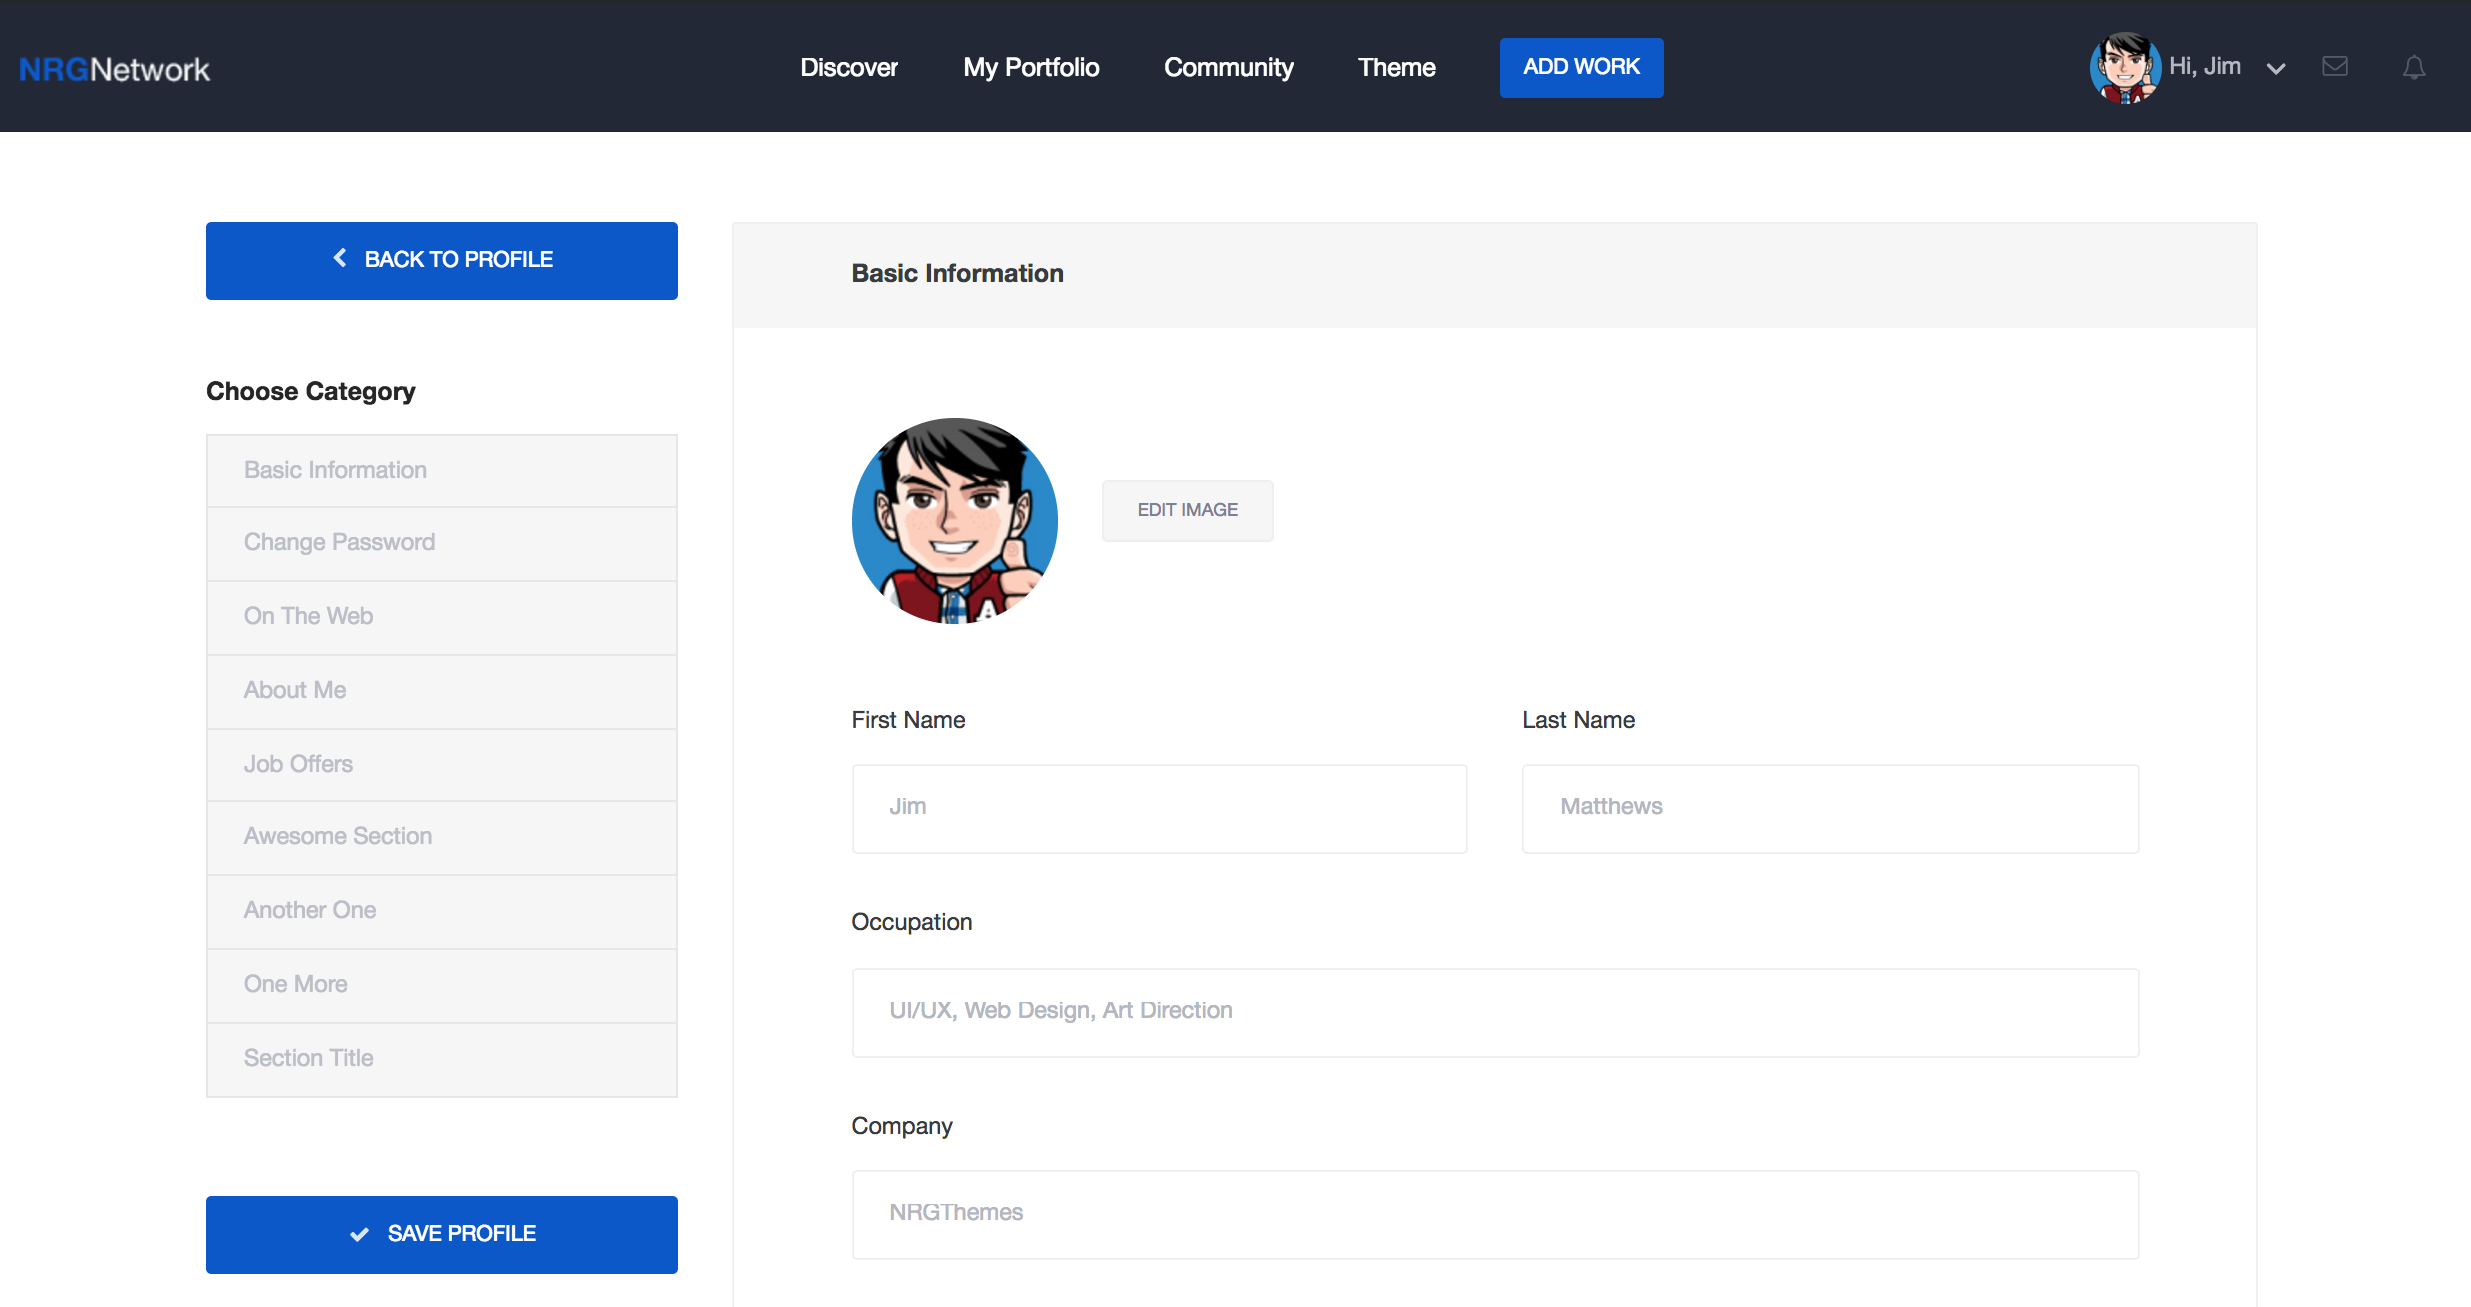 NRGNetwork
Discover My Portfolio Community Theme ADD WORK
Hi, Jim
BACK TO PROFILE
Choose Category
Basic Information
Change Password
On The Web
About Me
Job Offers
Awesome Section
Another One
One More
Section Title
SAVE PROFILE
Basic Information
EDIT IMAGE
A
First Name
Jim
Last Name
Matthews
Occupation
UI/UX, Web Design, Art Direction
Company
NRGThemes